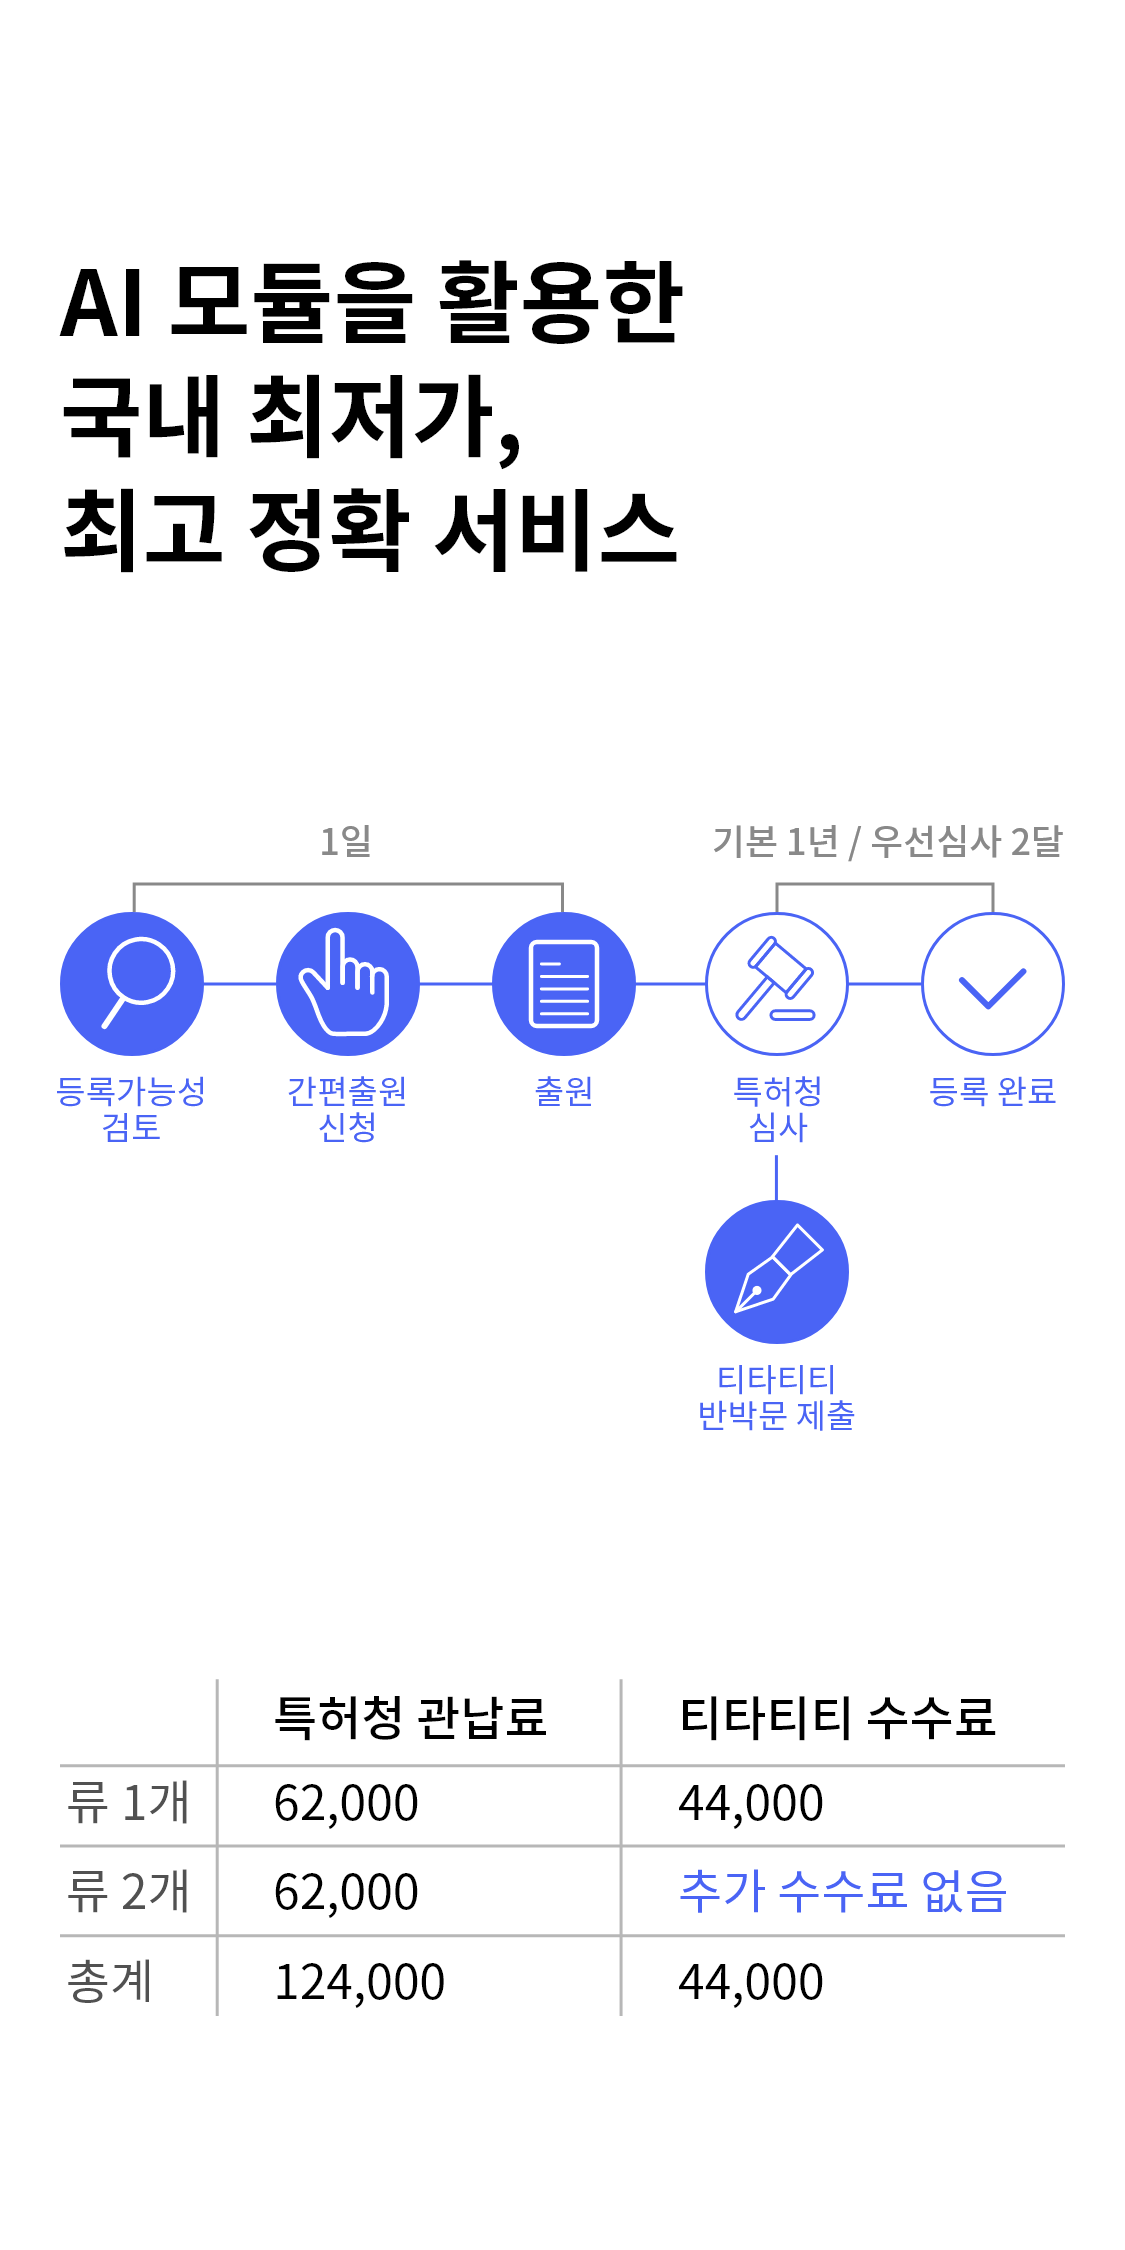 AI 모듈을 활용한
국내 최저가,
최고 정확 서비스
1일
기본 1년 / 우선심사 2달
등록가능성
검토
간편출원
신청
출원
특허청
심사
등록 완료
티타티티
반박문 제출
특허청 관납료 티타티티 수수료
류 1개 62,000 44,000
류 2개 62,000 추가 수수료 없음
총계 124,000 44,000